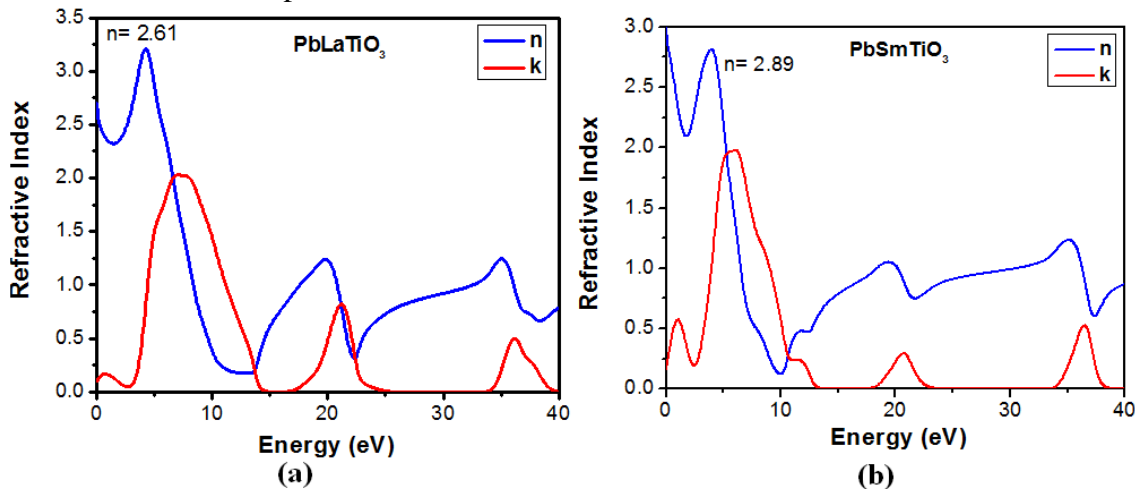 n= 2.61
PbLaTiO3
n
k
3.5
3.0
2.5
2.0
1.5
1.0
0.5
0.0
Refractive Index
0
10
20
30
40
Energy (eV)
(a)
PbSmTiO3
n= 2.89
n
k
3.0
2.5
2.0
1.5
1.0
0.5
0.0
Refractive Index
0
10
20
30
40
Energy (eV)
(b)